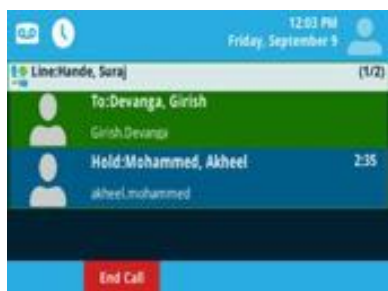 12:03 PM
Friday, September 9
Line:Hande, Suraj (1/2)
To:Devanga, Girish
Girish.Devanga
Hold:Mohammed, Akheel 2:35
akheel.mohammed
End Call